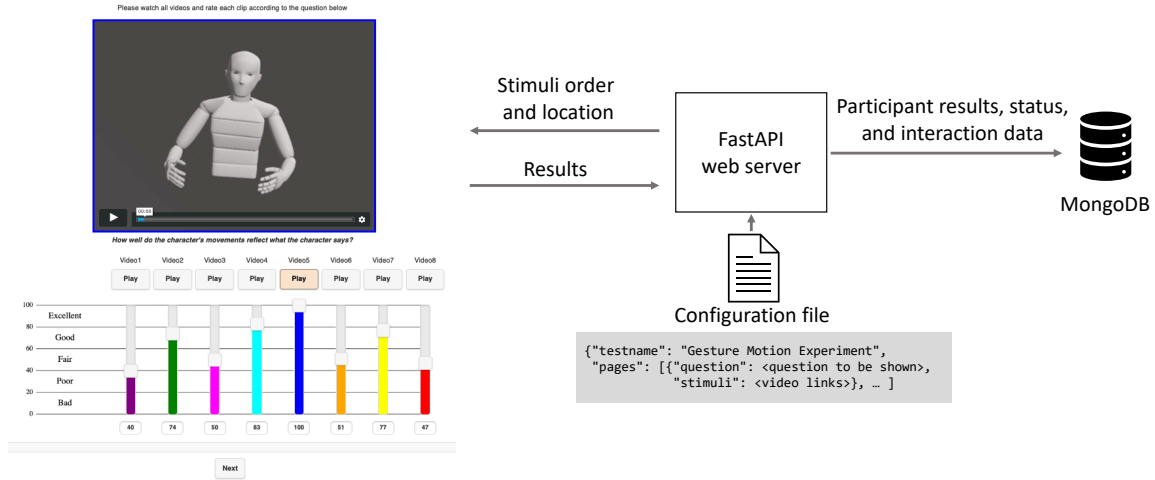 Please watch all videos and rate each clip according to the question below
00:00
How well do the character's movements reflect what the character says?
Video1 Video2 Video3 Video4 Video5 Video6 Video7 Video8
Play Play Play Play Play Play Play Play
100
Excellent
80
Good
60
Fair
40
Poor
20
Bad
0
40 74 50 83 100 51 77 47
Next
Stimuli order
and location
Results
FastAPI
web server
Participant results, status,
and interaction data
MongoDB
Configuration file
{"testname": "Gesture Motion Experiment",
"pages": [{"question": <question to be shown>,
"stimuli": <video links>}, … ]